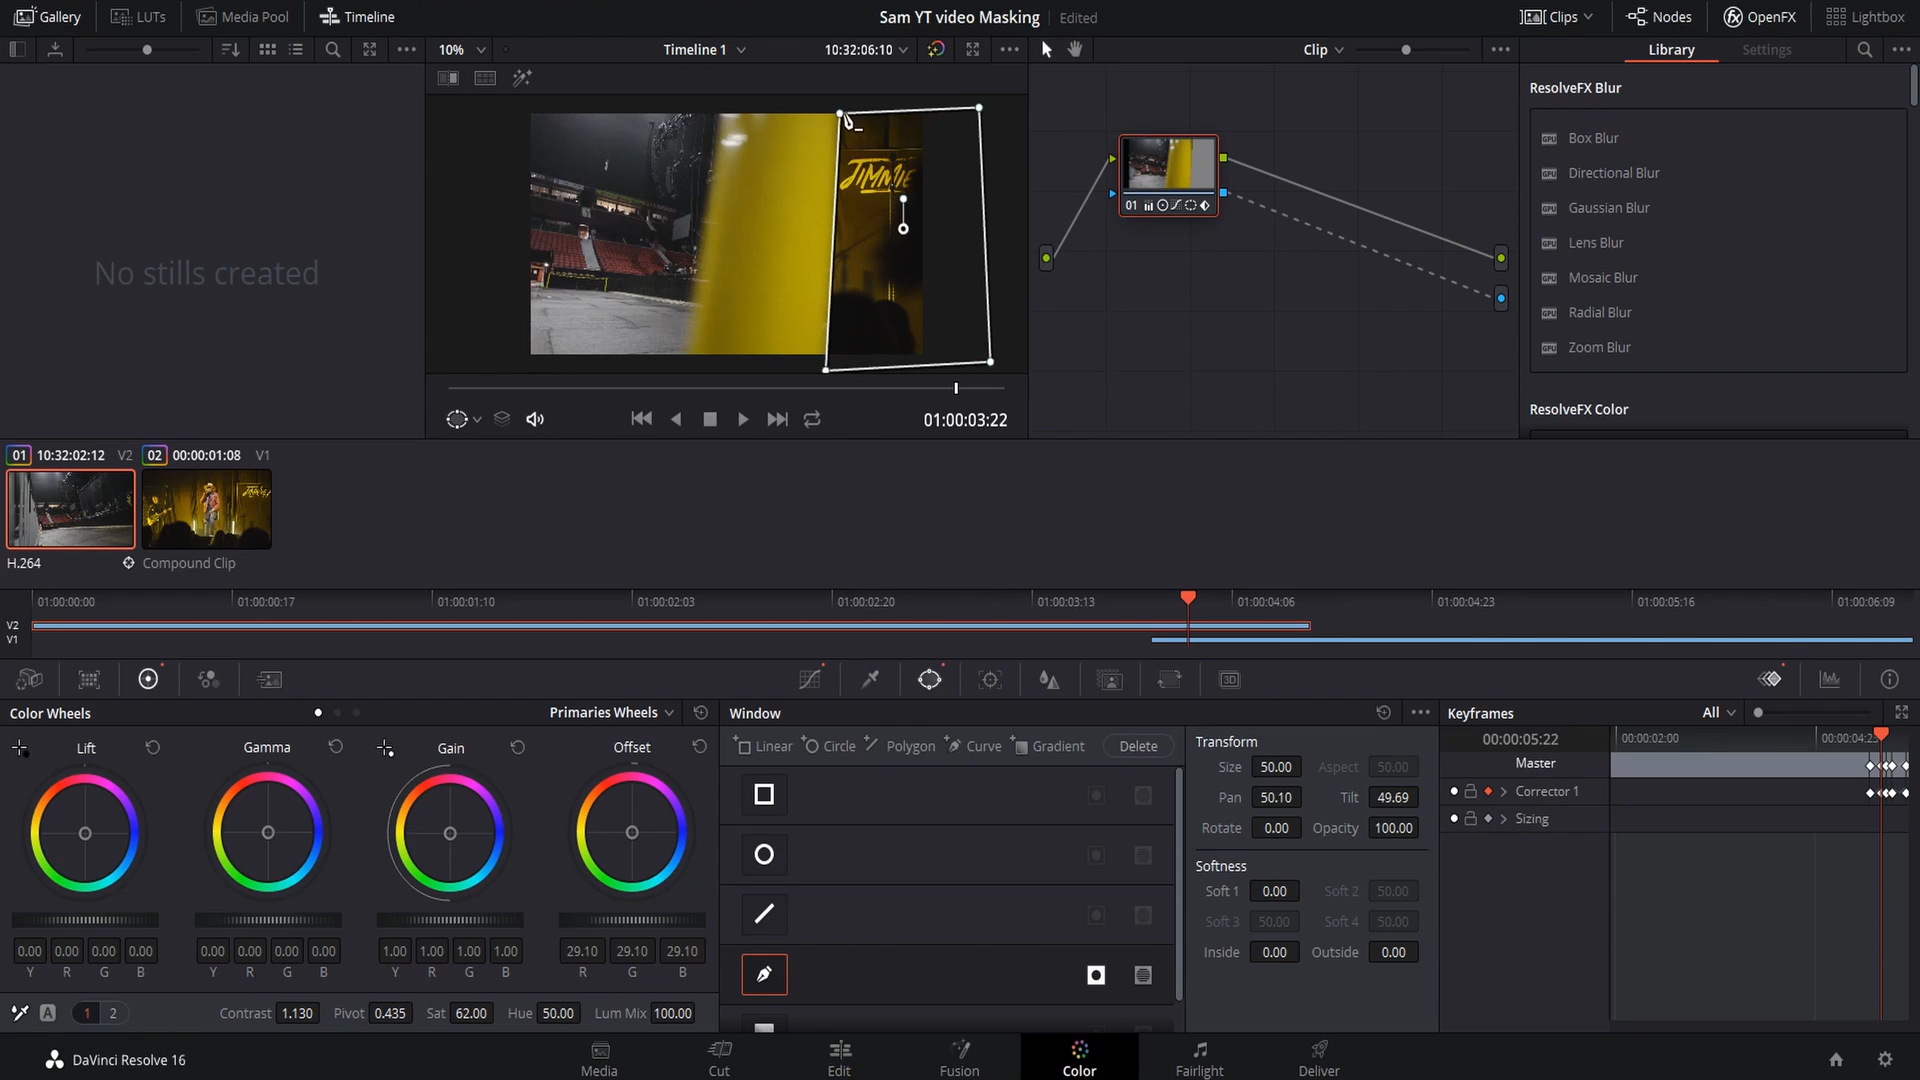 Gallery LUTs Media Pool Timeline Sam YT video Masking Edited Clips Nodes OpenFX Lightbox
10% Timeline 1 10:32:06:10 Clip Library Settings
ResolveFX Blur
Box Blur
Directional Blur
Gaussian Blur
Lens Blur
Mosaic Blur
Radial Blur
Zoom Blur
ResolveFX Color
No stills created
JIMMIE
01
01:00:03:22
01 10:32:02:12 V2 02 00:00:01:08 V1
H.264 Compound Clip
01:00:00:00 01:00:00:17 01:00:01:10 01:00:02:03 01:00:02:20 01:00:03:13 01:00:04:06 01:00:04:23 01:00:05:16 01:00:06:09
V2
V1
3D
Color Wheels Primaries Wheels Window Keyframes All
Lift Gamma Gain Offset
Linear Circle Polygon Curve Gradient Delete
Transform
Size 50.00 Aspect 50.00
Pan 50.10 Tilt 49.69
Rotate 0.00 Opacity 100.00
Softness
Soft 1 0.00 Soft 2 50.00
Soft 3 50.00 Soft 4 50.00
Inside 0.00 Outside 0.00
00:00:05:22 00:00:02:00
Master
Corrector 1
Sizing
0.00 0.00 0.00 0.00 0.00 0.00 0.00 0.00 1.00 1.00 1.00 1.00 29.10 29.10 29.10
Y R G B Y R G B Y R G B R G B
A 1 2 Contrast 1.130 Pivot 0.435 Sat 62.00 Hue 50.00 Lum Mix 100.00
DaVinci Resolve 16
Media Cut Edit Fusion Color Fairlight Deliver